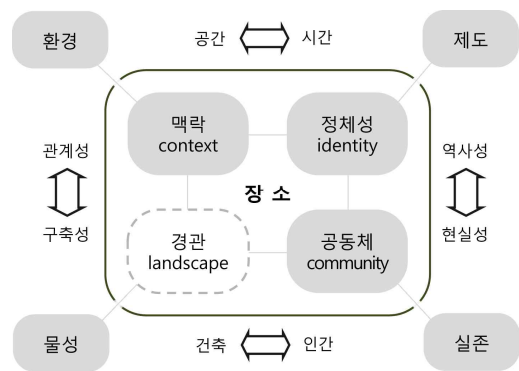 환경
공간
시간
제도
맥락
context
정체성
identity
관계성
구축성
장 소
역사성
현실성
경관
landscape
공동체
community
물성
건축
인간
실존